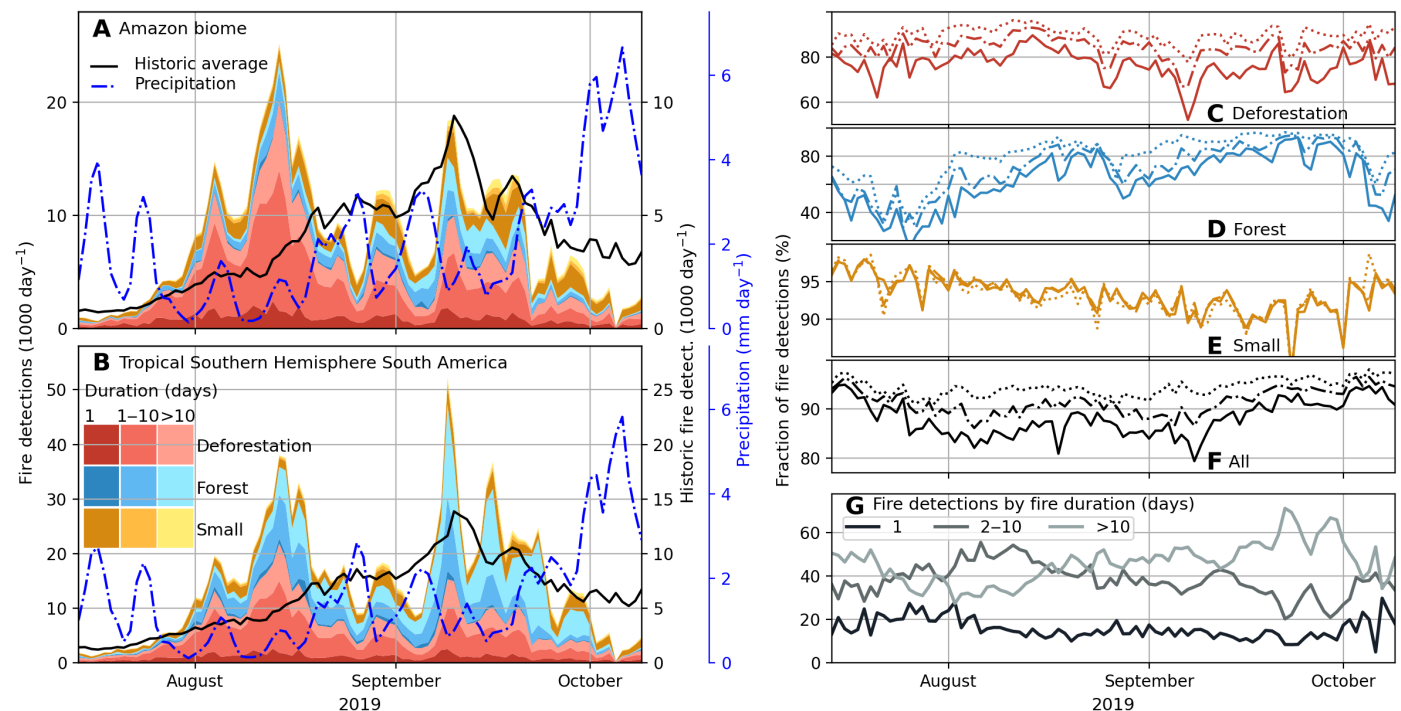 A Amazon biome
Historic average
Precipitation
20
10
0
10
5
0
6
4
2
0
B Tropical Southern Hemisphere South America
Duration (days)
1 1–10 >10
Deforestation
Forest
Small
50
40
30
20
10
0
25
20
15
10
5
0
6
4
2
0
Fire detections (1000 day⁻¹)
Historic fire detect. (1000 day⁻¹)
Precipitation (mm day⁻¹)
August September October
2019
80
60
C Deforestation
80
40
D Forest
95
90
E Small
90
80
F All
Fraction of fire detections (%)
G Fire detections by fire duration (days)
1 2–10 >10
60
40
20
0
August September October
2019